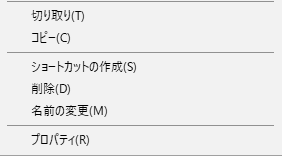 切り取り(T)
コピー(C)
ショートカットの作成(S)
削除(D)
名前の変更(M)
プロパティ(R)